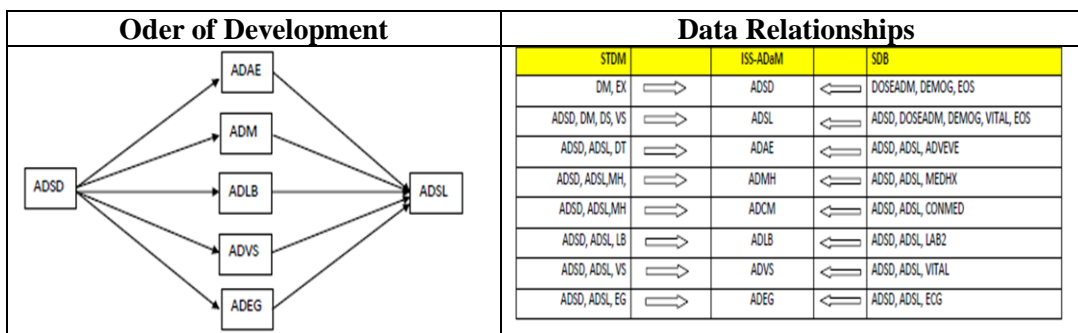 Oder of Development
Data Relationships
ADAE
ADM
ADSD
ADLB
ADSL
ADVS
ADEG
STDM ISS-ADaM SDB
DM, EX ADSD DOSEADM, DEMOG, EOS
ADSD, DM, DS, VS ADSL ADSD, DOSEADM, DEMOG, VITAL, EOS
ADSD, ADSL, DT ADAE ADSD, ADSL, ADVEVE
ADSD, ADSL,MH, ADMH ADSD, ADSL, MEDHX
ADSD, ADSL,MH ADCM ADSD, ADSL, CONMED
ADSD, ADSL, LB ADLB ADSD, ADSL, LAB2
ADSD, ADSL, VS ADVS ADSD, ADSL, VITAL
ADSD, ADSL, EG ADEG ADSD, ADSL, ECG